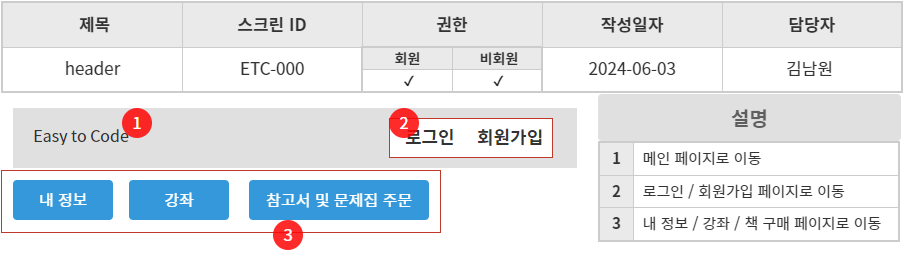 제목 스크린 ID 권한 작성일자 담당자
header ETC-000 회원 비회원 2024-06-03 김남원
✓ ✓
Easy to Code 1 2 로그인 회원가입
내 정보 강좌 참고서 및 문제집 주문
3
설명
1 메인 페이지로 이동
2 로그인 / 회원가입 페이지로 이동
3 내 정보 / 강좌 / 책 구매 페이지로 이동